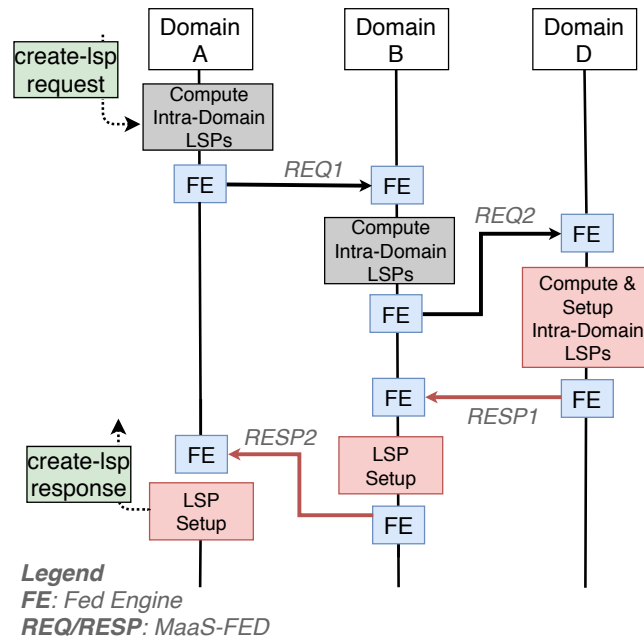 Domain
A
Domain
B
Domain
D
create-lsp
request
Compute
Intra-Domain
LSPs
FE
REQ1
FE
REQ2
FE
Compute
Intra-Domain
LSPs
FE
Compute &
Setup
Intra-Domain
LSPs
FE
RESP1
FE
RESP2
FE
LSP
Setup
create-lsp
response
LSP
Setup
FE
Legend
FE: Fed Engine
REQ/RESP: MaaS-FED